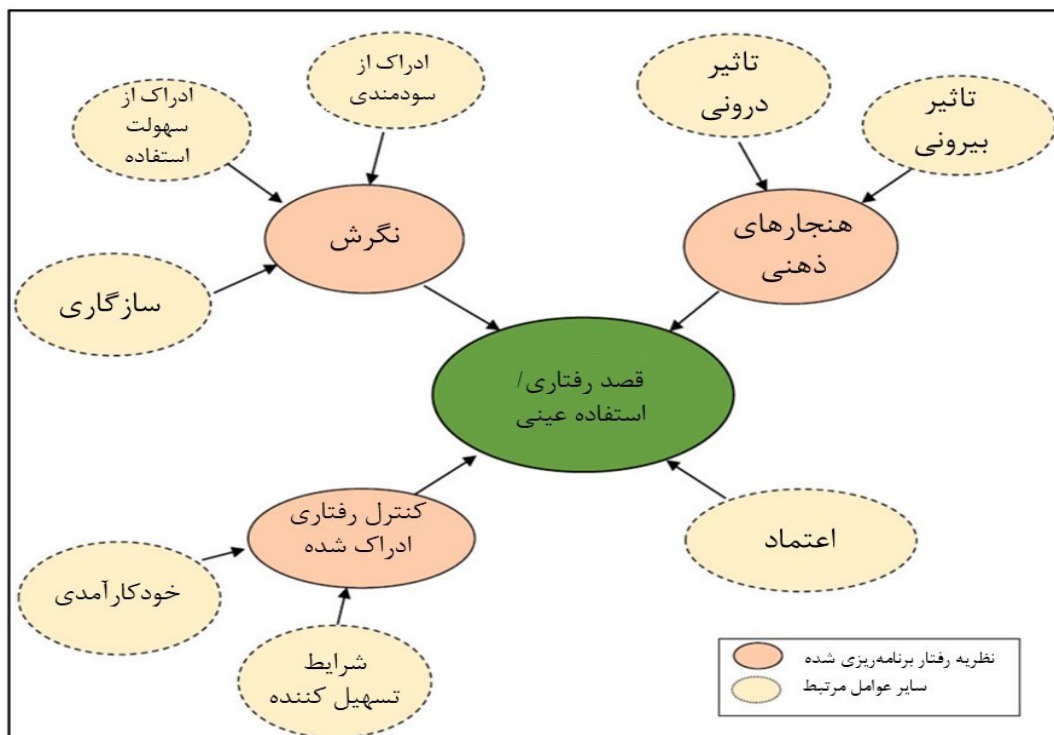 تاثیر
درونی
تاثیر
بیرونی
هنجارهای
ذهنی
ادراک از
سودمندی
ادراک از
سهولت
استفاده
نگرش
سازگاری
قصد رفتاری/
استفاده عینی
کنترل رفتاری
ادراک شده
اعتماد
خودکارآمدی
شرایط
تسهیل کننده
نظریه رفتار برنامه‌ریزی شده
سایر عوامل مرتبط